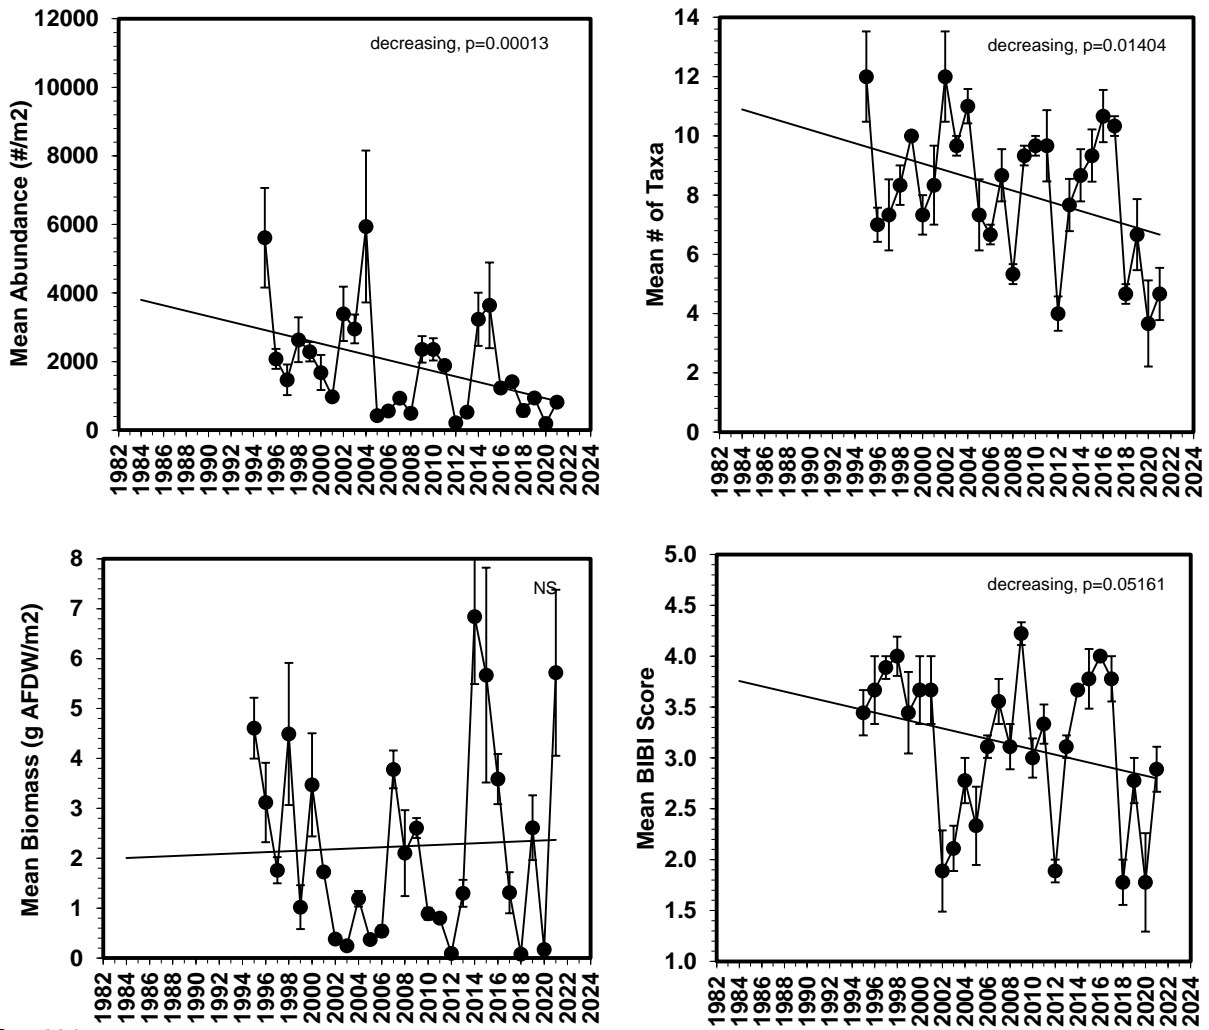 12000
10000
8000
6000
4000
2000
0
Mean Abundance (#/m2)
decreasing, p=0.00013
1982 1984 1986 1988 1990 1992 1994 1996 1998 2000 2002 2004 2006 2008 2010 2012 2014 2016 2018 2020 2022 2024
14
12
10
8
6
4
2
0
Mean # of Taxa
decreasing, p=0.01404
1982 1984 1986 1988 1990 1992 1994 1996 1998 2000 2002 2004 2006 2008 2010 2012 2014 2016 2018 2020 2022 2024
8
7
6
5
4
3
2
1
0
Mean Biomass (g AFDW/m2)
NS
1982 1984 1986 1988 1990 1992 1994 1996 1998 2000 2002 2004 2006 2008 2010 2012 2014 2016 2018 2020 2022 2024
5.0
4.5
4.0
3.5
3.0
2.5
2.0
1.5
1.0
Mean BIBI Score
decreasing, p=0.05161
1982 1984 1986 1988 1990 1992 1994 1996 1998 2000 2002 2004 2006 2008 2010 2012 2014 2016 2018 2020 2022 2024